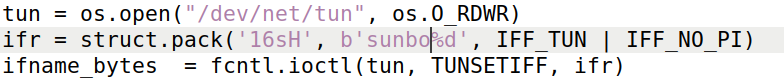 tun = os.open("/dev/net/tun", os.O_RDWR)
ifr = struct.pack('16sH', b'sunbo%d', IFF_TUN | IFF_NO_PI)
ifname_bytes  = fcntl.ioctl(tun, TUNSETIFF, ifr)